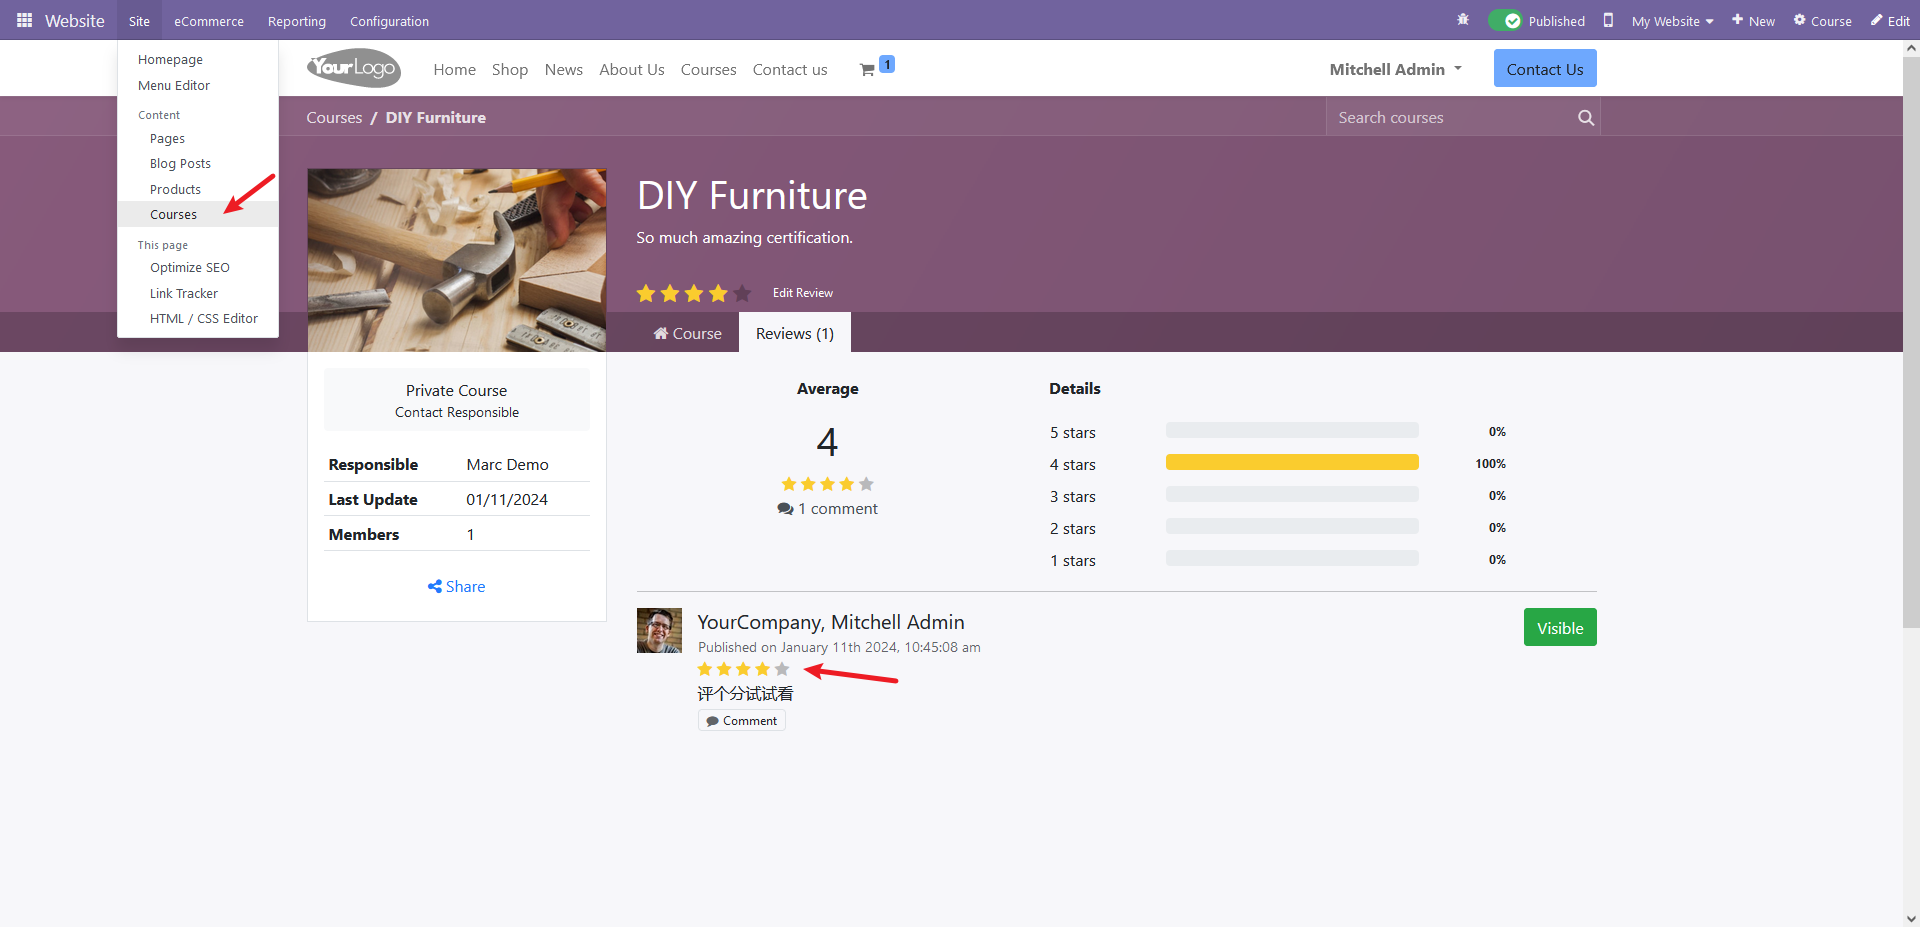 Website Site eCommerce Reporting Configuration Published My Website New Course Edit
Homepage
Menu Editor
Content
Pages
Blog Posts
Products
Courses
This page
Optimize SEO
Link Tracker
HTML / CSS Editor
YourLogo Home Shop News About Us Courses Contact us 1 Mitchell Admin Contact Us
Courses / DIY Furniture Search courses
DIY Furniture
So much amazing certification.
Edit Review
Course Reviews (1)
Private Course
Contact Responsible
Responsible Marc Demo
Last Update 01/11/2024
Members 1
Share
Average
4
1 comment
Details
5 stars 0%
4 stars 100%
3 stars 0%
2 stars 0%
1 stars 0%
YourCompany, Mitchell Admin
Published on January 11th 2024, 10:45:08 am
评个分试试看
Comment
Visible